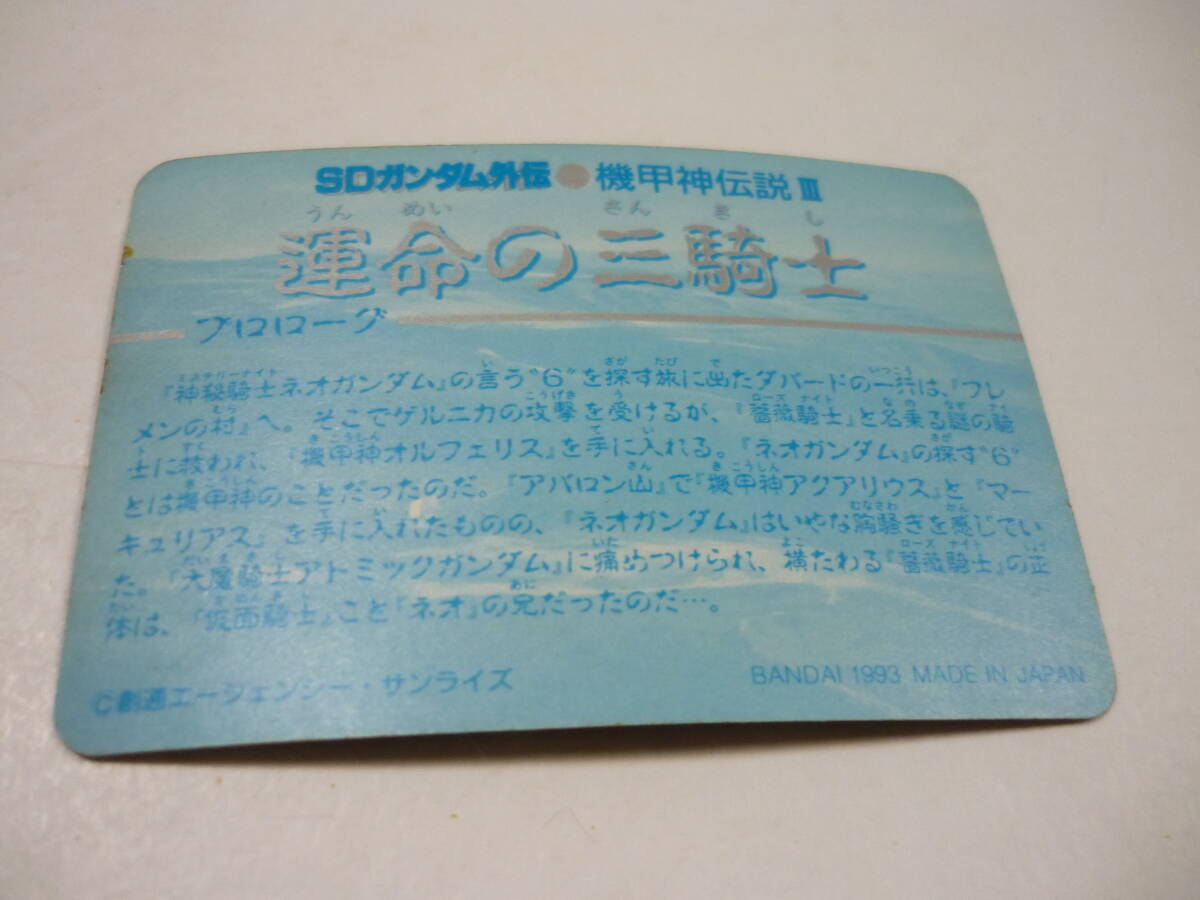 SDガンダム外伝●機甲神伝説III
うんめい さんきし
運命の三騎士
プロローグ
『神秘騎士ネオガンダム』の言う“6”を探す旅に出たダバードの一行は、『フレ
メンの村』へ。そこでゲルニカの攻撃を受けるが、『薔薇騎士』と名乗る謎の騎
士に救われ、『機甲神オルフェリス』を手に入れる。『ネオガンダム』の探す“6”
とは機甲神のことだったのだ。『アバロン山』で『機甲神アクアリウス』と『マー
キュリアス』を手に入れたものの、『ネオガンダム』はいやな胸騒ぎを感じてい
た。『大魔騎士アトミックガンダム』に痛めつけられ、横たわる『薔薇騎士』の正
体は、『仮面騎士』こと『ネオ』の兄だったのだ…。
C創通エージェンシー・サンライズ
BANDAI 1993 MADE IN JAPAN